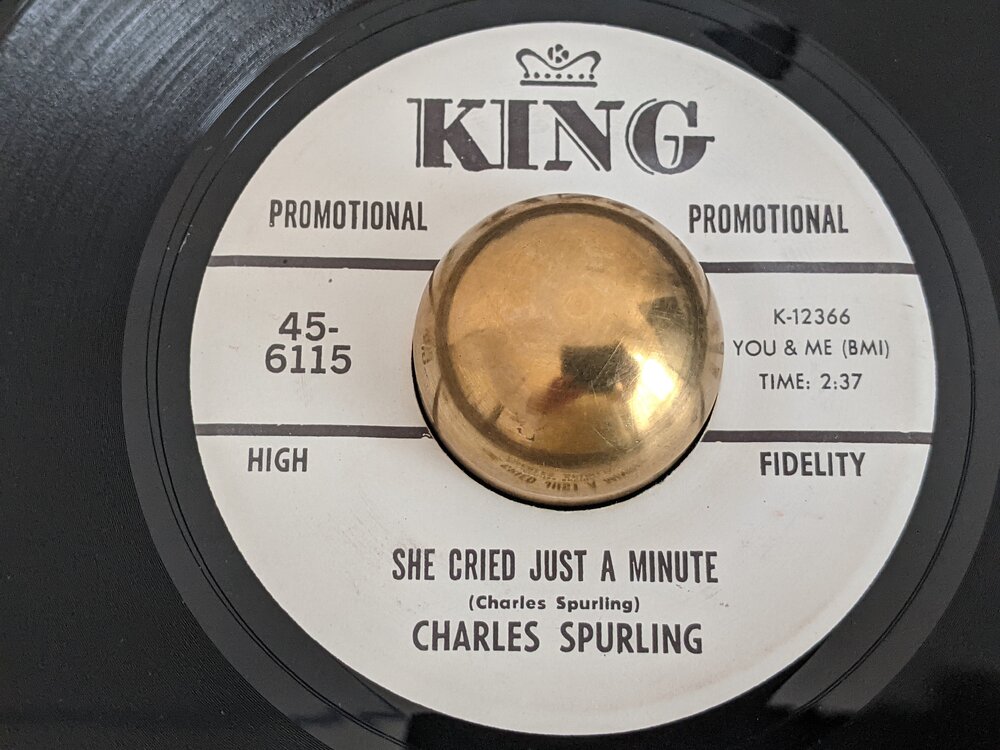 K
KING
PROMOTIONAL PROMOTIONAL
45-
6115
K-12366
YOU & ME (BMI)
TIME: 2:37
HIGH FIDELITY
SHE CRIED JUST A MINUTE
(Charles Spurling)
CHARLES SPURLING